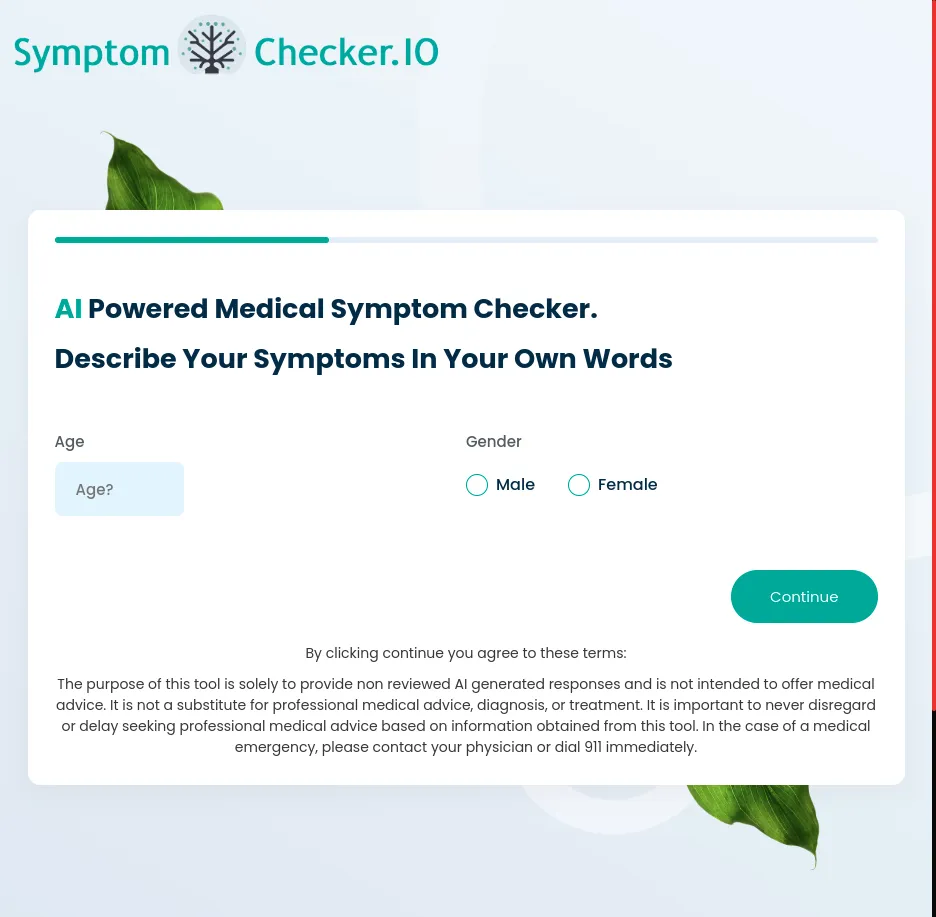 Symptom Checker.IO
AI Powered Medical Symptom Checker.
Describe Your Symptoms In Your Own Words
Age
Gender
Age?
Male
Female
Continue
By clicking continue you agree to these terms:
The purpose of this tool is solely to provide non reviewed AI generated responses and is not intended to offer medical
advice. It is not a substitute for professional medical advice, diagnosis, or treatment. It is important to never disregard
or delay seeking professional medical advice based on information obtained from this tool. In the case of a medical
emergency, please contact your physician or dial 911 immediately.